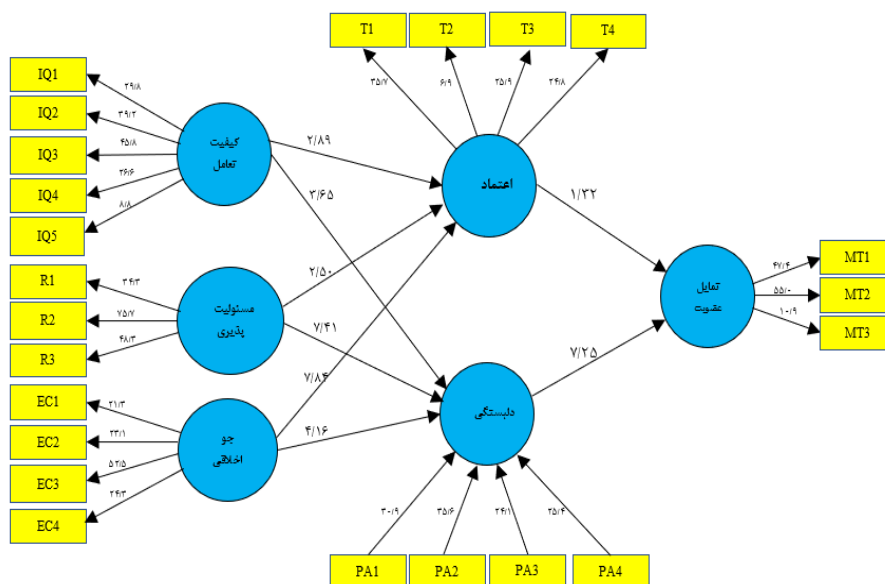 T1
T2
T3
T4
IQ1
IQ2
IQ3
IQ4
IQ5
R1
R2
R3
EC1
EC2
EC3
EC4
۲۹/۸
۳۹/۲
۴۵/۸
۲۶/۶
۸/۸
۳۴/۳
۷۵/۷
۴۸/۳
۲۱/۳
۲۳/۱
۵۲/۵
۲۴/۳
کیفیت
تعامل
مسئولیت
پذیری
جو
اخلاقی
۳۵/۷
۶/۹
۲۵/۹
۲۴/۸
۲/۸۹
۳/۶۵
۲/۵۰
۷/۴۱
۷/۸۴
۴/۱۶
اعتماد
دلبستگی
۱/۳۲
۷/۲۵
تمایل
عضویت
۴۷/۴
۵۵/۰
۱۰/۹
MT1
MT2
MT3
۳۰/۹
۳۵/۶
۲۴/۱
۲۵/۴
PA1
PA2
PA3
PA4